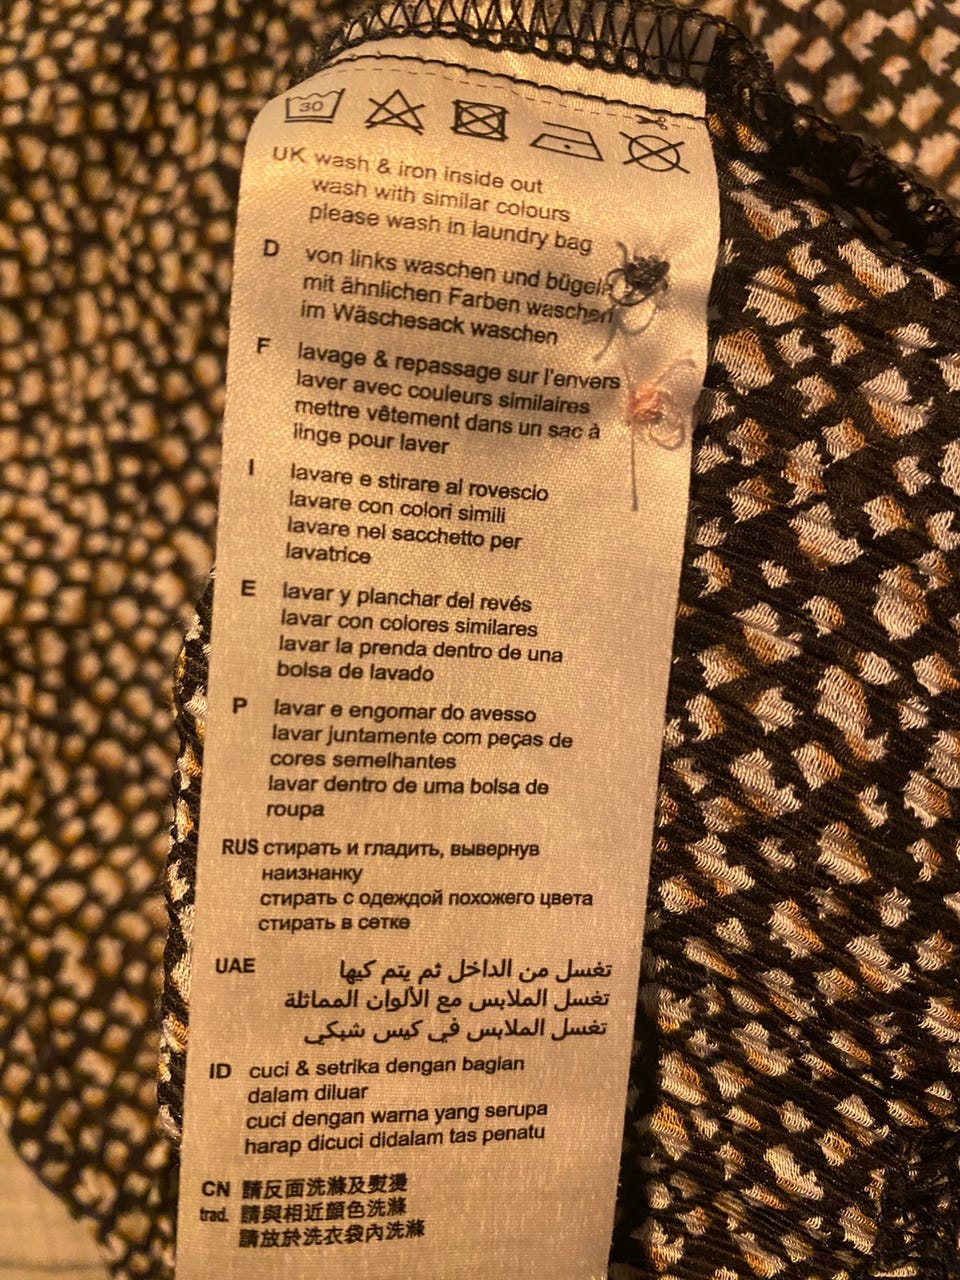 30
UK wash & iron inside out
wash with similar colours
please wash in laundry bag
D von links waschen und bügeln
mit ähnlichen Farben waschen
im Wäschesack waschen
F lavage & repassage sur l'envers
laver avec couleurs similaires
mettre vêtement dans un sac à
linge pour laver
I lavare e stirare al rovescio
lavare con colori simili
lavare nel sacchetto per
lavatrice
E lavar y planchar del revés
lavar con colores similares
lavar la prenda dentro de una
bolsa de lavado
P lavar e engomar do avesso
lavar juntamente com peças de
cores semelhantes
lavar dentro de uma bolsa de
roupa
RUS стирать и гладить, вывернув
наизнанку
стирать с одеждой похожего цвета
стирать в сетке
UAE تغسل من الداخل ثم يتم كيها
تغسل الملابس مع الألوان المماثلة
تغسل الملابس في كيس شبكي
ID cuci & setrika dengan bagian
dalam diluar
cuci dengan warna yang serupa
harap dicuci didalam tas penatu
CN 請反面洗滌及熨燙
trad. 請與相近顏色洗滌
請放於洗衣袋內洗滌